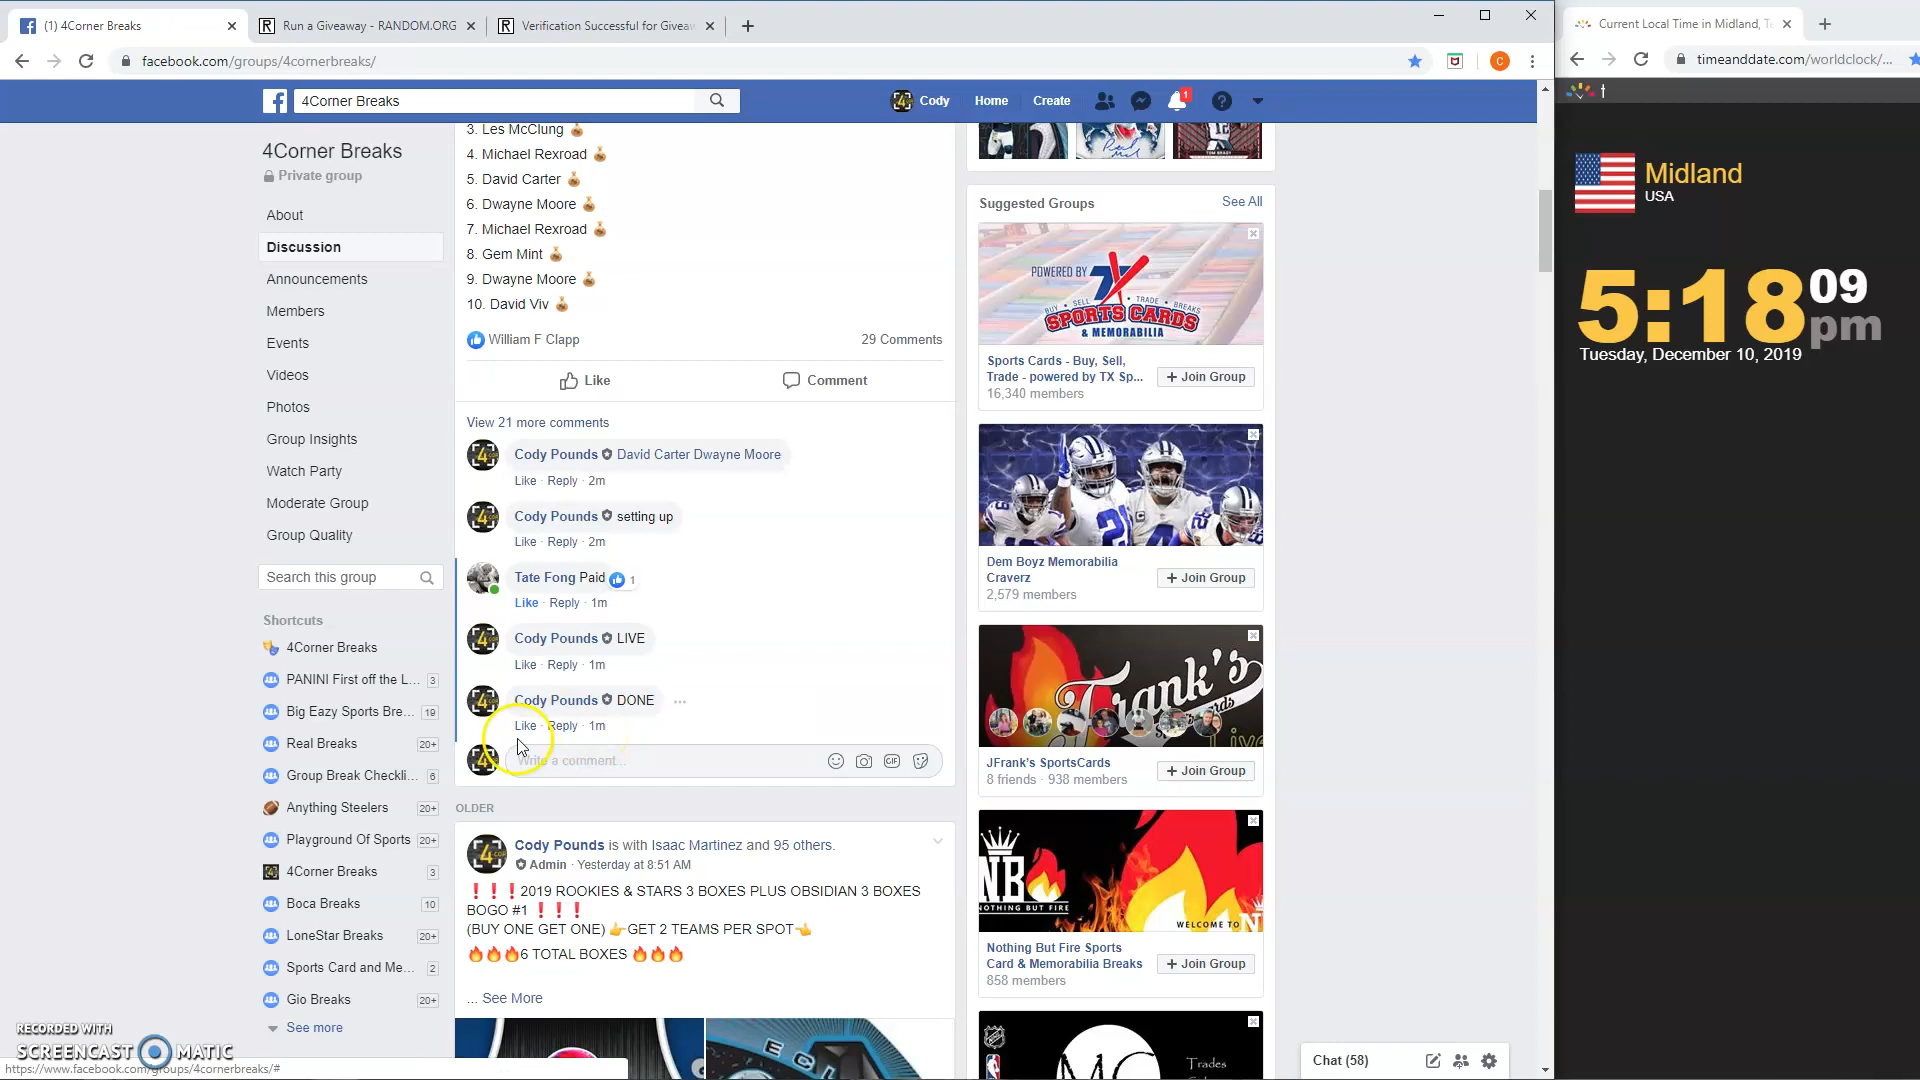 (1) 4Corner Breaks
Run a Giveaway - RANDOM.ORG
Verification Successful for Giveaw
Current Local Time in Midland, Te
facebook.com/groups/4cornerbreaks/
timeanddate.com/worldclock/...
4Corner Breaks
Cody
Home
Create
1
4Corner Breaks
Private group
About
Discussion
Announcements
Members
Events
Videos
Photos
Group Insights
Watch Party
Moderate Group
Group Quality
Search this group
Shortcuts
4Corner Breaks
PANINI First off the L... 3
Big Eazy Sports Bre... 19
Real Breaks 20+
Group Break Checkli... 6
Anything Steelers 20+
Playground Of Sports 20+
4Corner Breaks 3
Boca Breaks 10
LoneStar Breaks 20+
Sports Card and Me... 2
Gio Breaks 20+
See more
RECORDED WITH
SCREENCAST MATIC
https://www.facebook.com/groups/4cornerbreaks/#
3. Les McClung
4. Michael Rexroad
5. David Carter
6. Dwayne Moore
7. Michael Rexroad
8. Gem Mint
9. Dwayne Moore
10. David Viv
William F Clapp
29 Comments
Like
Comment
View 21 more comments
Cody Pounds David Carter Dwayne Moore
Like · Reply · 2m
Cody Pounds setting up
Like · Reply · 2m
Tate Fong Paid 1
Like · Reply · 1m
Cody Pounds LIVE
Like · Reply · 1m
Cody Pounds DONE
Like · Reply · 1m
Write a comment...
OLDER
Cody Pounds is with Isaac Martinez and 95 others.
Admin · Yesterday at 8:51 AM
❗❗❗2019 ROOKIES & STARS 3 BOXES PLUS OBSIDIAN 3 BOXES
BOGO #1 ❗❗❗
(BUY ONE GET ONE) 👉GET 2 TEAMS PER SPOT👈
🔥🔥🔥6 TOTAL BOXES 🔥🔥🔥
... See More
Suggested Groups
See All
POWERED BY
BUY · SELL · TRADE · BREAKS
SPORTS CARDS
& MEMORABILIA
Sports Cards - Buy, Sell,
Trade - powered by TX Sp...
16,340 members
+ Join Group
Dem Boyz Memorabilia
Craverz
2,579 members
+ Join Group
Frank's
JFrank's SportsCards
8 friends · 938 members
+ Join Group
NB
NOTHING BUT FIRE
WELCOME TO
Nothing But Fire Sports
Card & Memorabilia Breaks
858 members
+ Join Group
Trades
Chat (58)
Midland
USA
5:18 09 pm
Tuesday, December 10, 2019